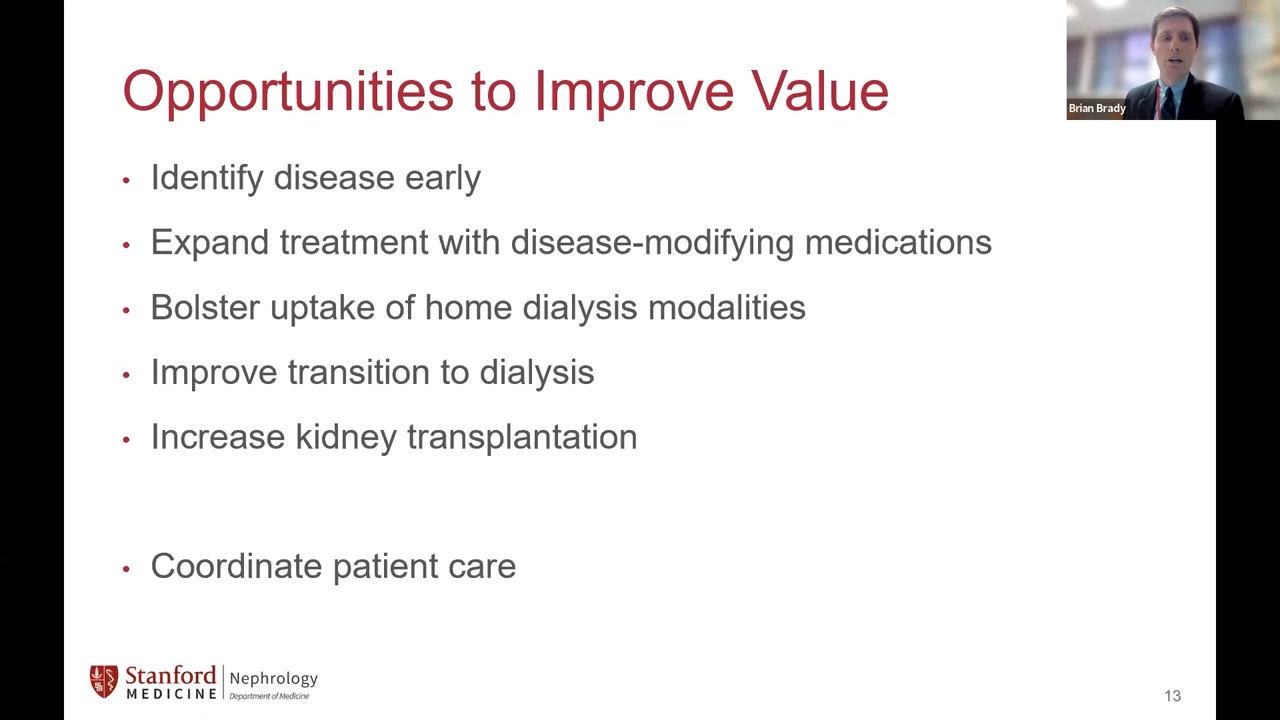 Opportunities to Improve Value
Brian Brady
• Identify disease early
• Expand treatment with disease-modifying medications
• Bolster uptake of home dialysis modalities
• Improve transition to dialysis
• Increase kidney transplantation
• Coordinate patient care
Stanford
MEDICINE
Nephrology
Department of Medicine
13